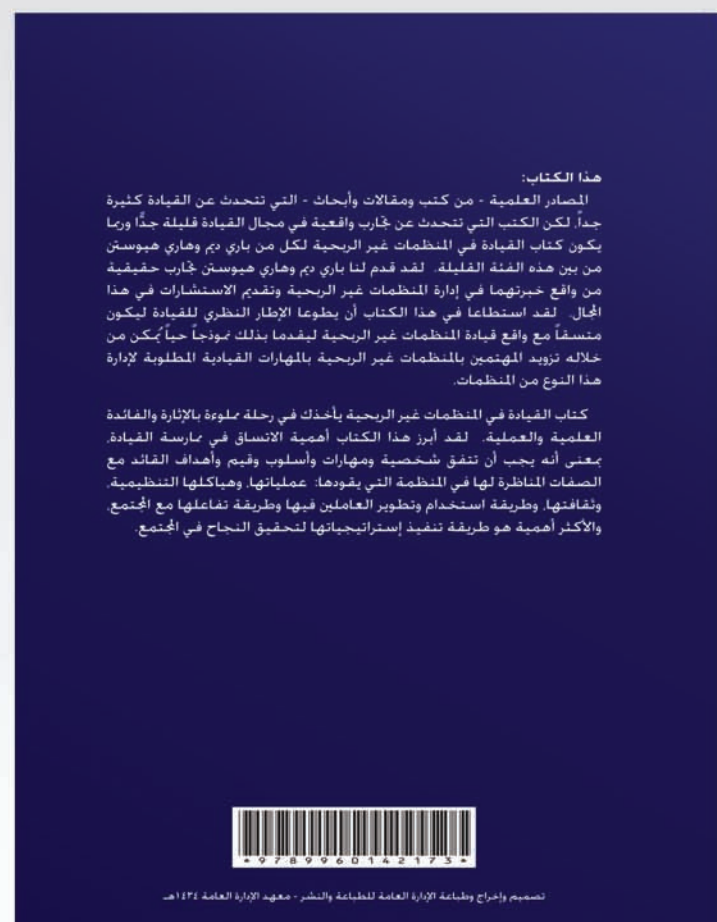 هذا الكتاب:
المصادر العلمية - من كتب ومقالات وأبحاث - التي تتحدث عن القيادة كثيرة
جداً، لكن الكتب التي تتحدث عن تجارب واقعية في مجال القيادة قليلة جدًّا وربما
يكون كتاب القيادة في المنظمات غير الربحية لكل من باري ديم وهاري هيوستن
من بين هذه الفئة القليلة. لقد قدم لنا باري ديم وهاري هيوستن تجارب حقيقية
من واقع خبرتهما في إدارة المنظمات غير الربحية وتقديم الاستشارات في هذا
المجال. لقد استطاعا في هذا الكتاب أن يطوعا الإطار النظري للقيادة ليكون
متسقاً مع واقع قيادة المنظمات غير الربحية ليقدما بذلك نموذجاً حياً يُمكن من
خلاله تزويد المهتمين بالمنظمات غير الربحية بالمهارات القيادية المطلوبة لإدارة
هذا النوع من المنظمات.
كتاب القيادة في المنظمات غير الربحية يأخذك في رحلة مملوءة بالإثارة والفائدة
العلمية والعملية. لقد أبرز هذا الكتاب أهمية الاتساق في ممارسة القيادة،
بمعنى أنه يجب أن تتفق شخصية ومهارات وأسلوب وقيم وأهداف القائد مع
الصفات المناظرة لها في المنظمة التي يقودها: عملياتها، وهياكلها التنظيمية،
وثقافتها، وطريقة استخدام وتطوير العاملين فيها وطريقة تفاعلها مع المجتمع،
والأكثر أهمية هو طريقة تنفيذ إستراتيجياتها لتحقيق النجاح في المجتمع.
*9789960142173*
تصميم وإخراج وطباعة الإدارة العامة للطباعة والنشر - معهد الإدارة العامة ١٤٣٤هـ